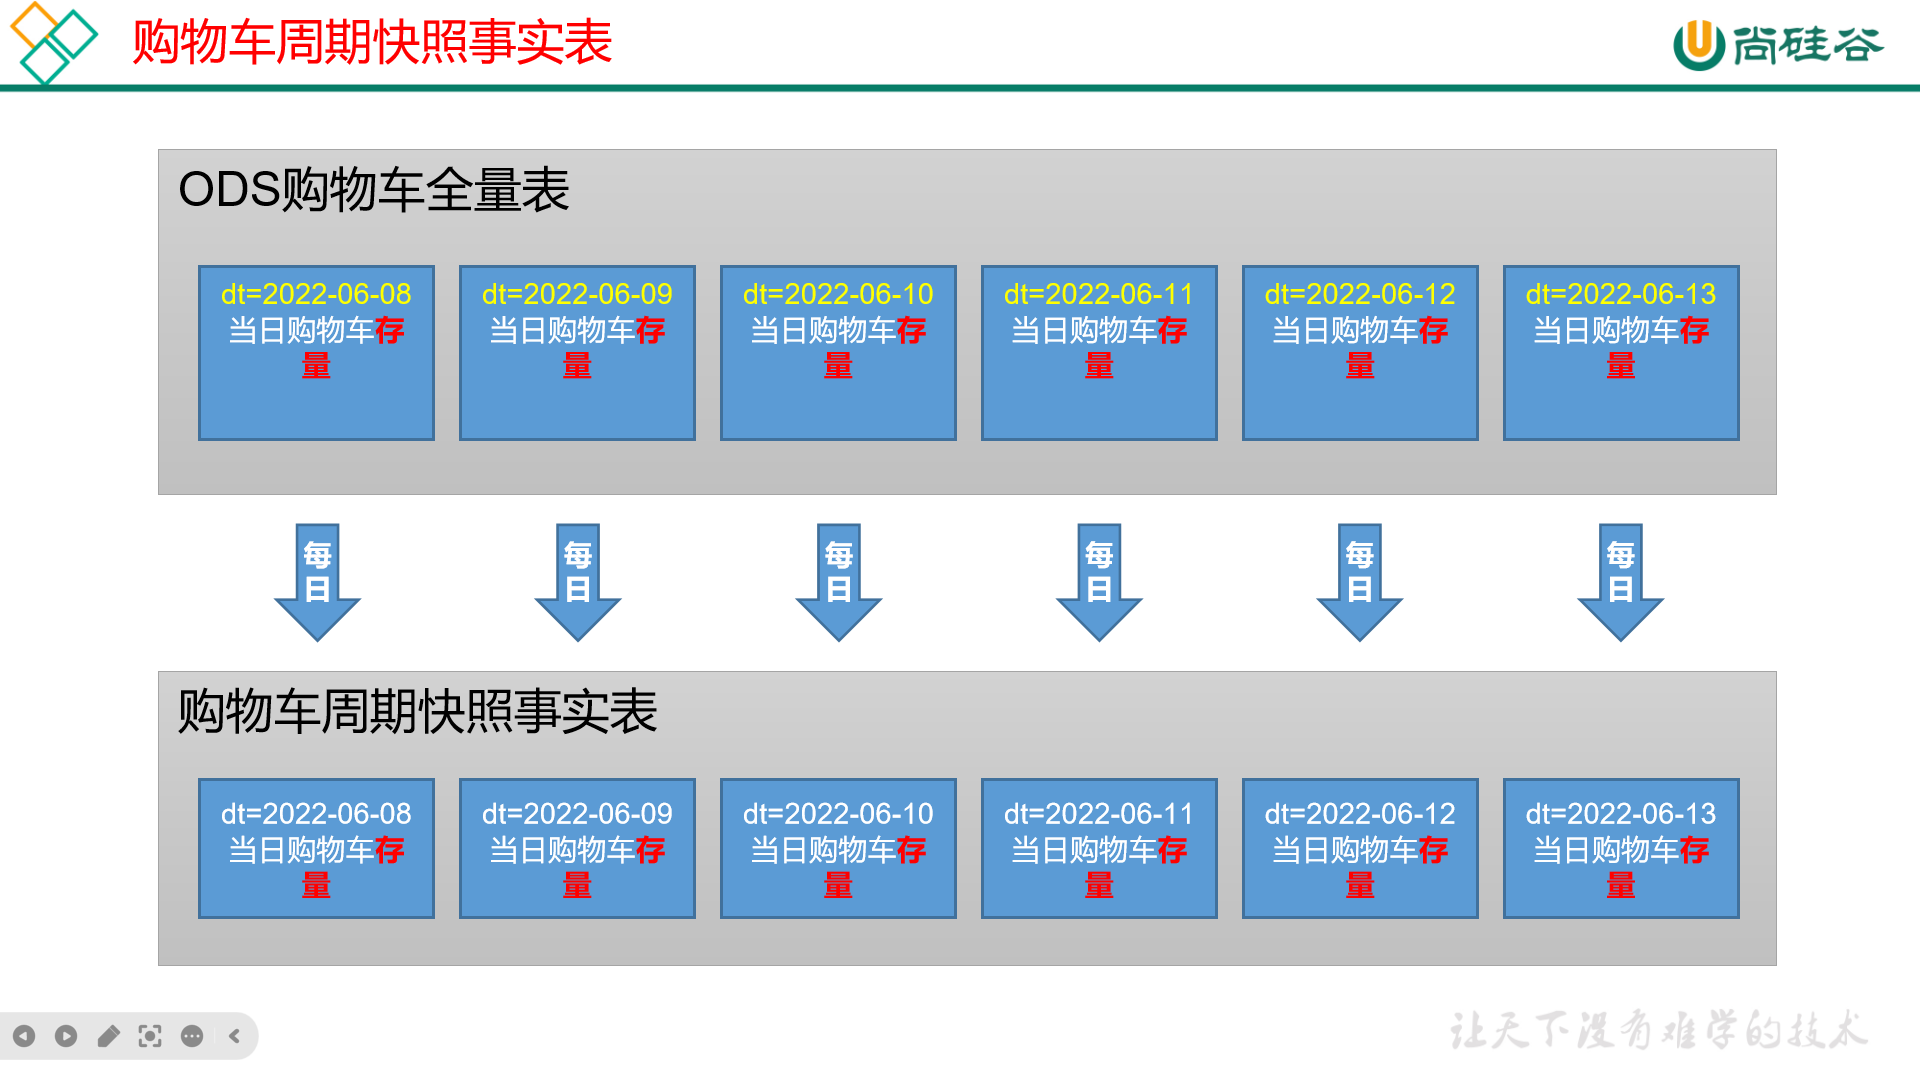 购物车周期快照事实表
尚硅谷
ODS购物车全量表
dt=2022-06-08
当日购物车存
量
dt=2022-06-09
当日购物车存
量
dt=2022-06-10
当日购物车存
量
dt=2022-06-11
当日购物车存
量
dt=2022-06-12
当日购物车存
量
dt=2022-06-13
当日购物车存
量
每
日
每
日
每
日
每
日
每
日
每
日
购物车周期快照事实表
dt=2022-06-08
当日购物车存
量
dt=2022-06-09
当日购物车存
量
dt=2022-06-10
当日购物车存
量
dt=2022-06-11
当日购物车存
量
dt=2022-06-12
当日购物车存
量
dt=2022-06-13
当日购物车存
量
让天下没有难学的技术